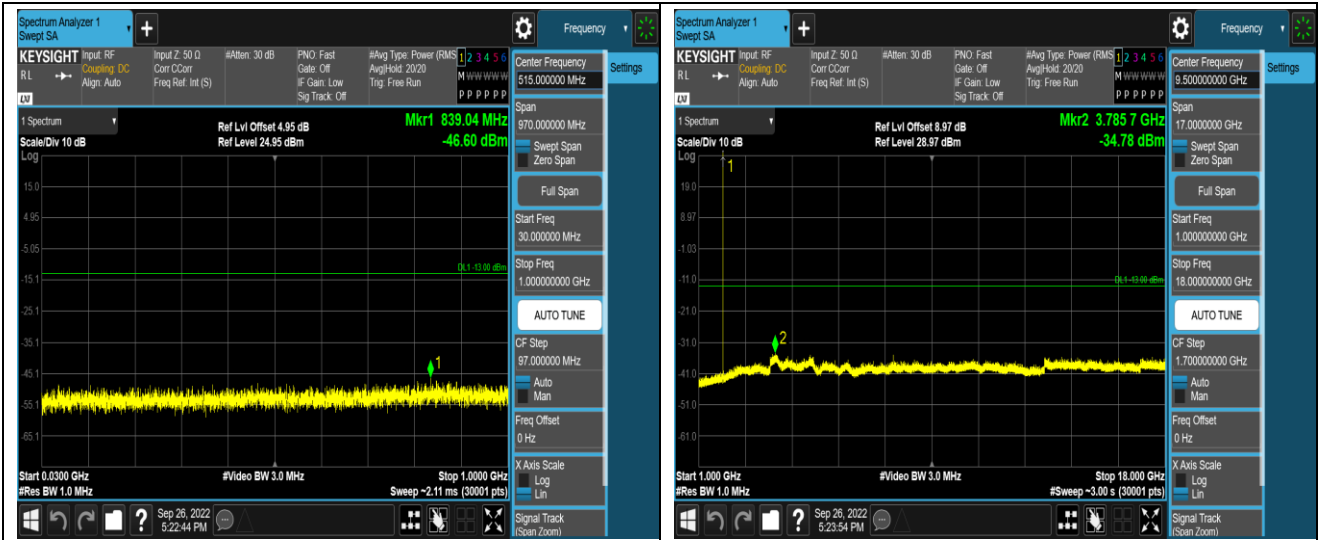 Spectrum Analyzer 1
Swept SA
+
Frequency
KEYSIGHT
RL
LXI
Input: RF
Coupling: DC
Align: Auto
Input Z: 50 Ω
Corr CCorr
Freq Ref: Int (S)
#Atten: 30 dB
PNO: Fast
Gate: Off
IF Gain: Low
Sig Track: Off
#Avg Type: Power (RMS
Avg|Hold: 20/20
Trig: Free Run
1 2 3 4 5 6
M W W W W W
P P P P P P
1 Spectrum
Scale/Div 10 dB
Log
Ref Lvl Offset 4.95 dB
Ref Level 24.95 dBm
Mkr1 839.04 MHz
-46.60 dBm
15.0
4.95
-5.05
DL1 -13.00 dBm
-15.1
-25.1
-35.1
1
-45.1
-55.1
-65.1
Start 0.0300 GHz
#Res BW 1.0 MHz
#Video BW 3.0 MHz
Stop 1.0000 GHz
Sweep ~2.11 ms (30001 pts)
Center Frequency
515.000000 MHz
Settings
Span
970.000000 MHz
Swept Span
Zero Span
Full Span
Start Freq
30.000000 MHz
Stop Freq
1.000000000 GHz
AUTO TUNE
CF Step
97.000000 MHz
Auto
Man
Freq Offset
0 Hz
X Axis Scale
Log
Lin
Signal Track
(Span Zoom)
?
Sep 26, 2022
5:22:44 PM
Spectrum Analyzer 1
Swept SA
+
Frequency
KEYSIGHT
RL
LXI
Input: RF
Coupling: DC
Align: Auto
Input Z: 50 Ω
Corr CCorr
Freq Ref: Int (S)
#Atten: 30 dB
PNO: Fast
Gate: Off
IF Gain: Low
Sig Track: Off
#Avg Type: Power (RMS
Avg|Hold: 20/20
Trig: Free Run
1 2 3 4 5 6
M W W W W W
P P P P P P
1 Spectrum
Scale/Div 10 dB
Log
Ref Lvl Offset 8.97 dB
Ref Level 28.97 dBm
Mkr2 3.785 7 GHz
-34.78 dBm
1
19.0
8.97
-1.03
-11.0
DL1 -13.00 dBm
-21.0
-31.0
2
-41.0
-51.0
-61.0
Start 1.000 GHz
#Res BW 1.0 MHz
#Video BW 3.0 MHz
Stop 18.000 GHz
#Sweep ~3.00 s (30001 pts)
Center Frequency
9.500000000 GHz
Settings
Span
17.0000000 GHz
Swept Span
Zero Span
Full Span
Start Freq
1.000000000 GHz
Stop Freq
18.000000000 GHz
AUTO TUNE
CF Step
1.700000000 GHz
Auto
Man
Freq Offset
0 Hz
X Axis Scale
Log
Lin
Signal Track
(Span Zoom)
?
Sep 26, 2022
5:23:54 PM